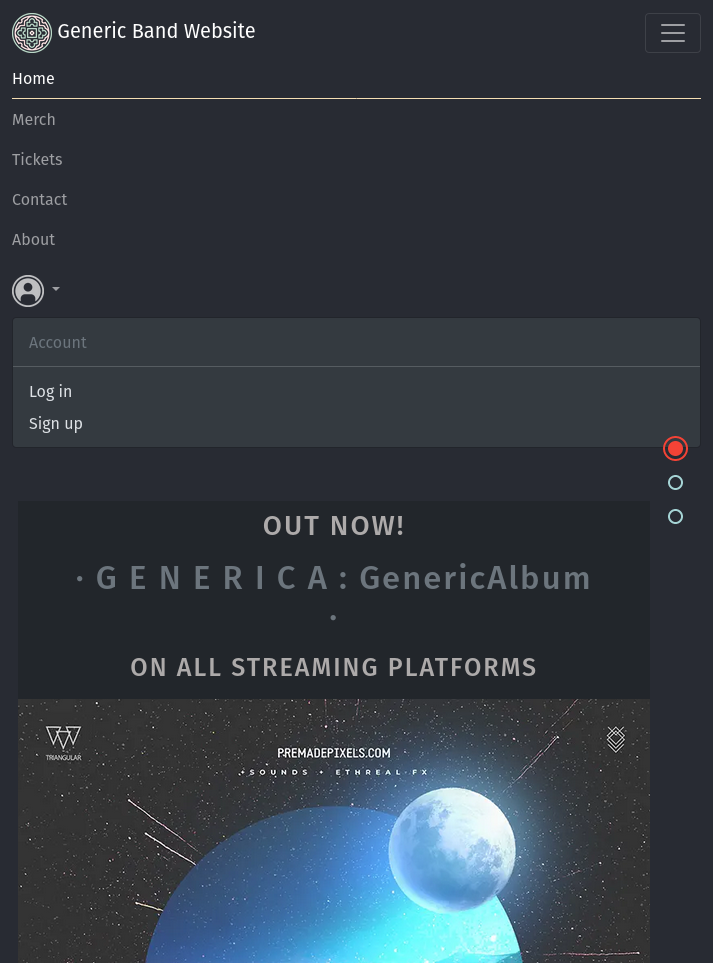 Generic Band Website
Home
Merch
Tickets
Contact
About
Account
Log in
Sign up
OUT NOW!
· G E N E R I C A : GenericAlbum
·
ON ALL STREAMING PLATFORMS
TRIANGULAR
PREMADEPIXELS.COM
+SOUNDS + ETHREAL FX